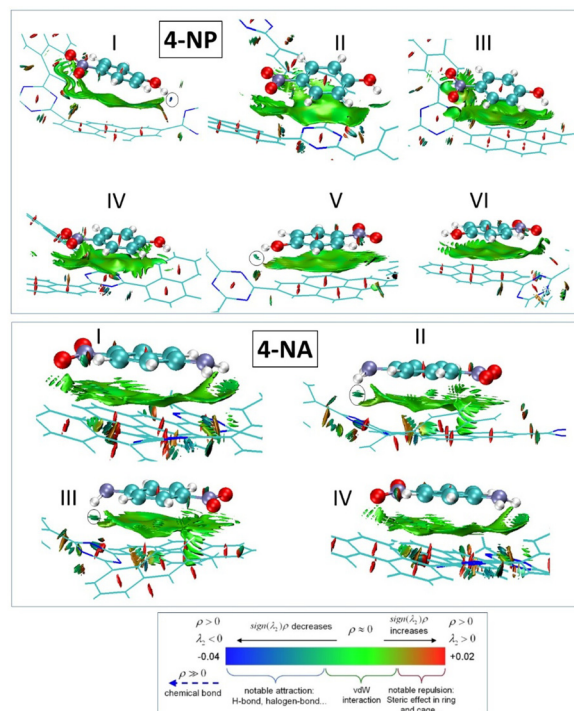 4-NP
I
II
III
IV
V
VI
4-NA
I
II
III
IV
ρ > 0
λ₂ < 0
-0.04
sign(λ₂)ρ decreases
ρ ≈ 0
sign(λ₂)ρ
increases
ρ > 0
λ₂ > 0
+0.02
ρ ≫ 0
chemical bond
notable attraction:
H-bond, halogen-bond...
vdW
interaction
notable repulsion:
Steric effect in ring
and cage